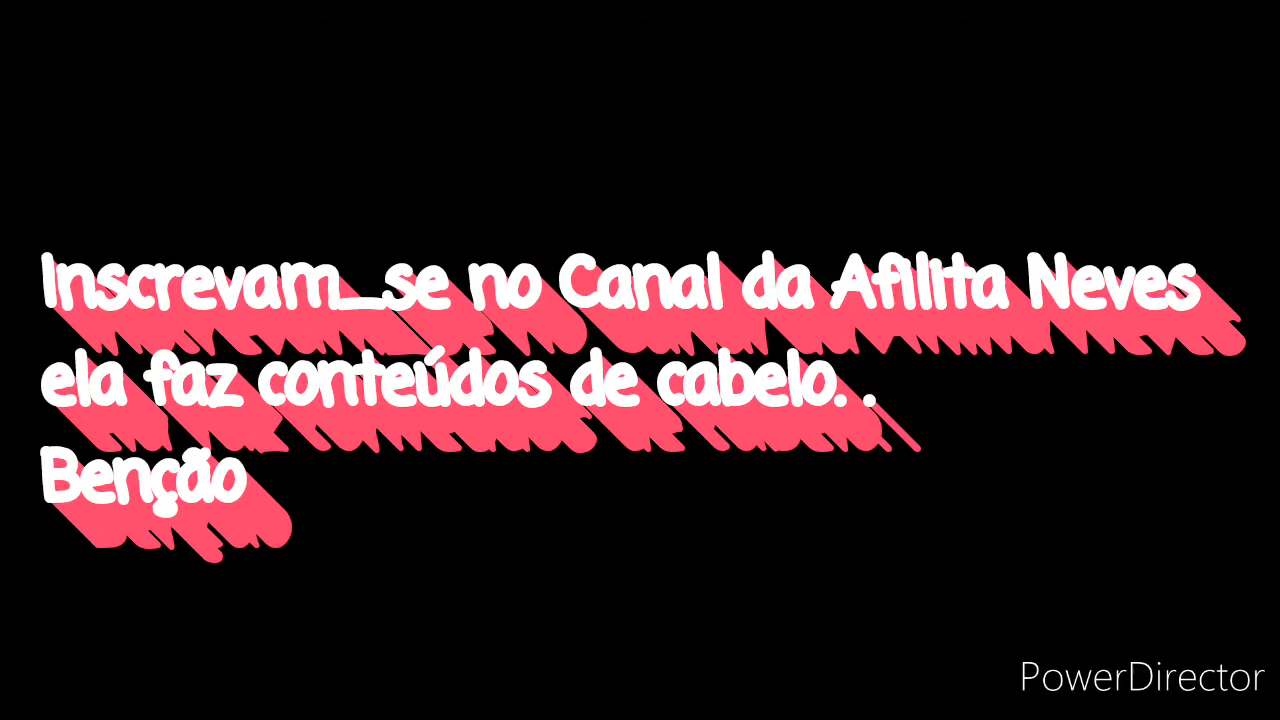 Inscrevam_se no Canal da Afilita Neves
ela faz conteúdos de cabelo. .
Benção
PowerDirector